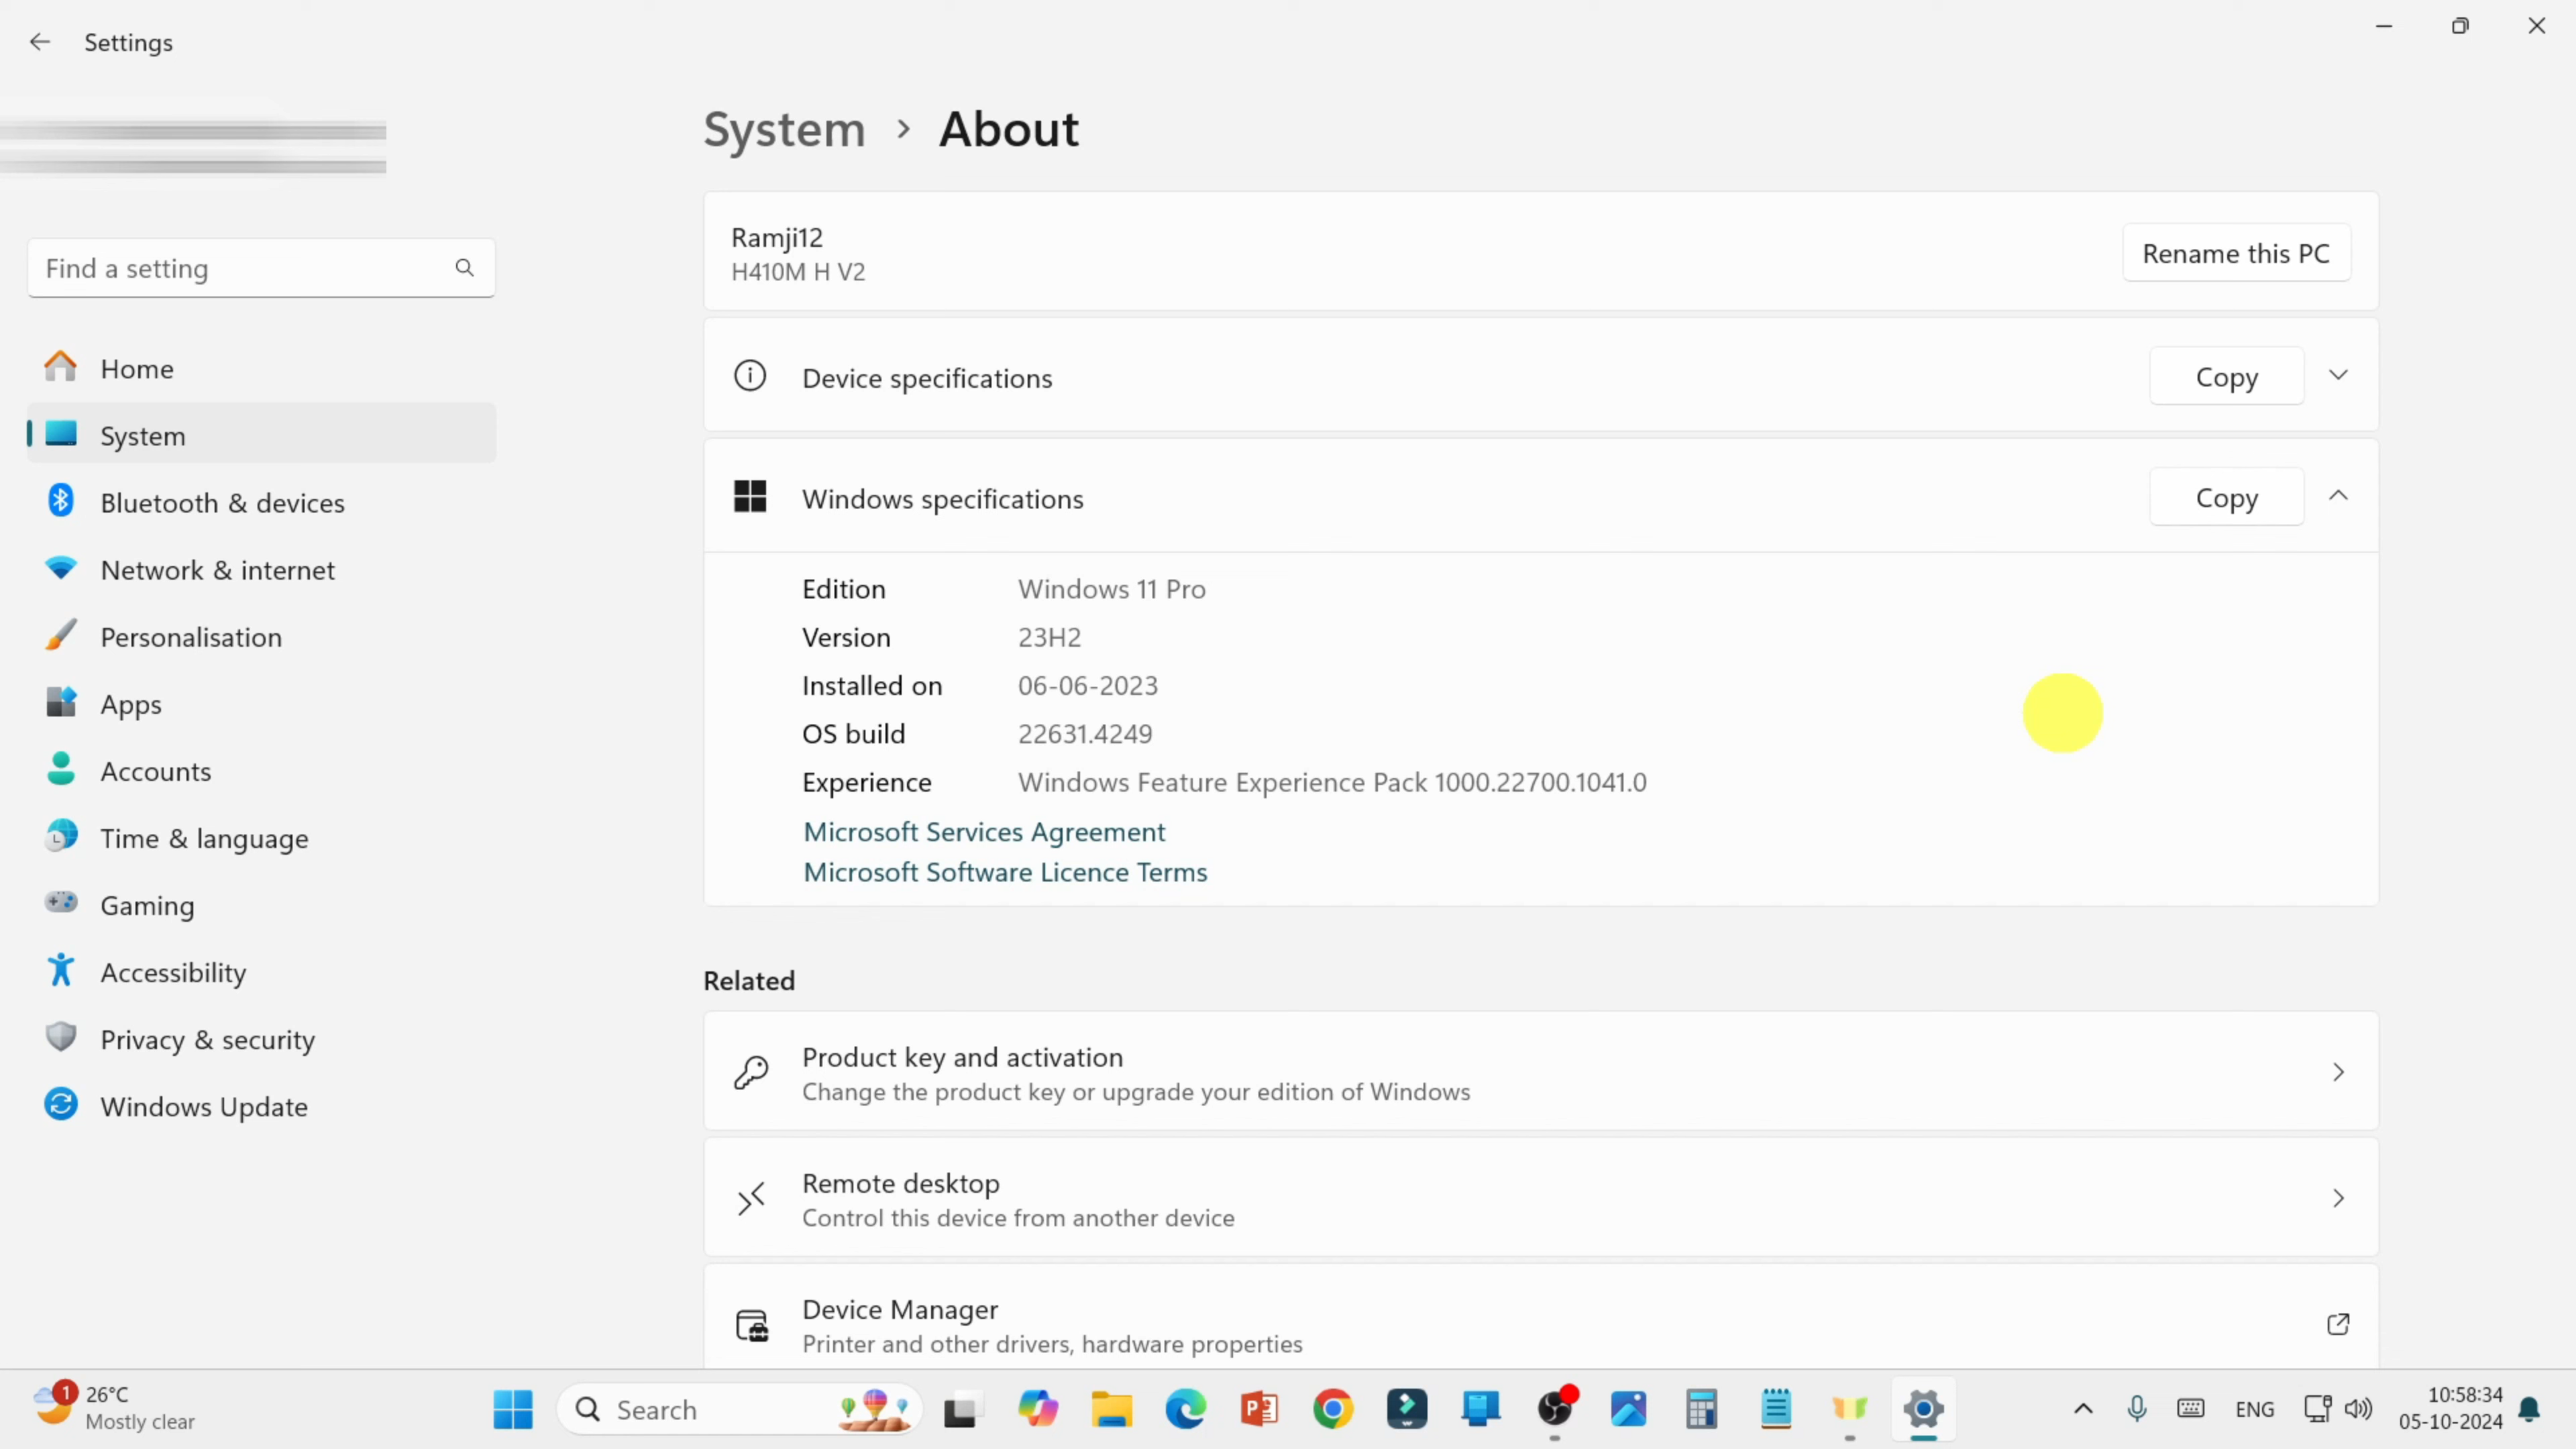 Settings
System > About
Ramji12
H410M H V2
Rename this PC
Find a setting
Device specifications
Copy
Home
System
Windows specifications
Copy
Bluetooth & devices
Network & internet
Personalisation
Apps
Accounts
Time & language
Gaming
Accessibility
Privacy & security
Windows Update
Edition Windows 11 Pro
Version 23H2
Installed on 06-06-2023
OS build 22631.4249
Experience Windows Feature Experience Pack 1000.22700.1041.0
Microsoft Services Agreement
Microsoft Software Licence Terms
Related
Product key and activation
Change the product key or upgrade your edition of Windows
Remote desktop
Control this device from another device
Device Manager
Printer and other drivers, hardware properties
1
26°C
Mostly clear
Search
ENG
10:58:34
05-10-2024